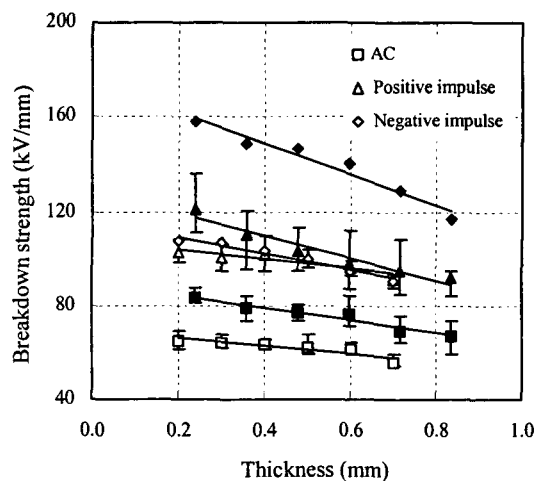 200
160
120
80
40
Breakdown strength (kV/mm)
AC
Positive impulse
Negative impulse
0.0 0.2 0.4 0.6 0.8 1.0
Thickness (mm)